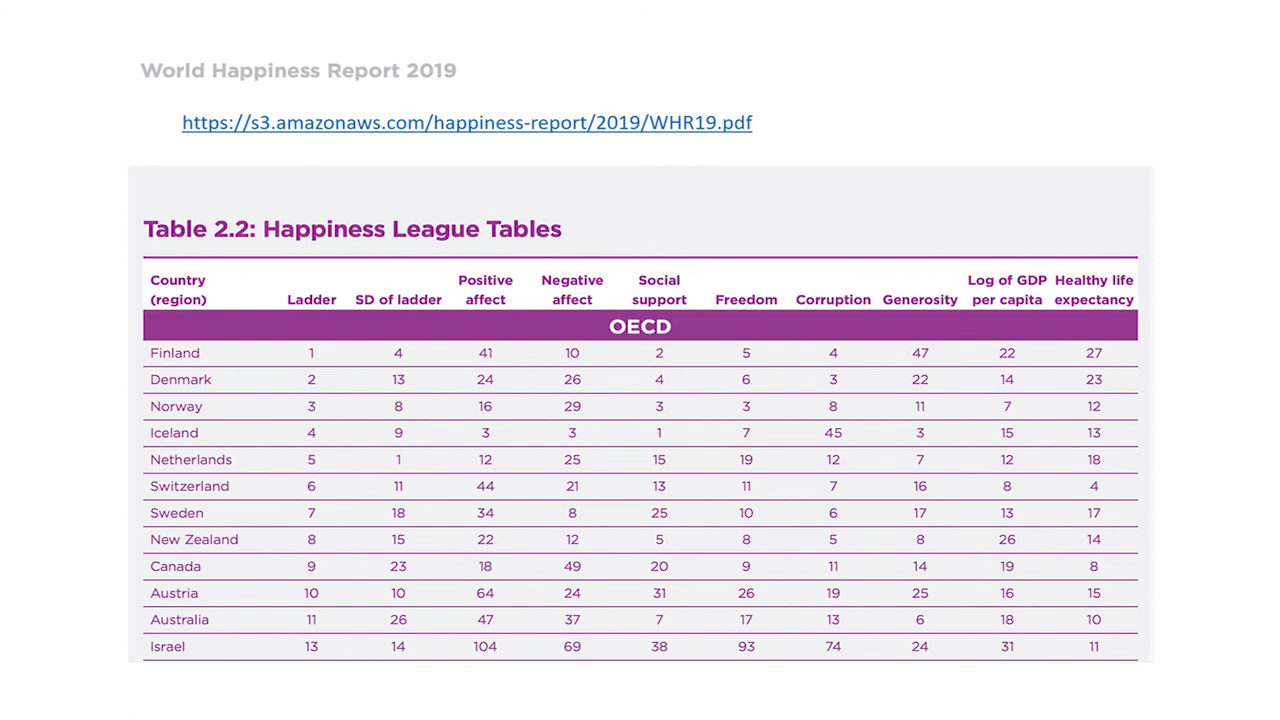 World Happiness Report 2019
https://s3.amazonaws.com/happiness-report/2019/WHR19.pdf
Table 2.2: Happiness League Tables
Country (region) Ladder SD of ladder Positive affect Negative affect Social support Freedom Corruption Generosity Log of GDP per capita Healthy life expectancy
OECD
Finland 1 4 41 10 2 5 4 47 22 27
Denmark 2 13 24 26 4 6 3 22 14 23
Norway 3 8 16 29 3 3 8 11 7 12
Iceland 4 9 3 3 1 7 45 3 15 13
Netherlands 5 1 12 25 15 19 12 7 12 18
Switzerland 6 11 44 21 13 11 7 16 8 4
Sweden 7 18 34 8 25 10 6 17 13 17
New Zealand 8 15 22 12 5 8 5 8 26 14
Canada 9 23 18 49 20 9 11 14 19 8
Austria 10 10 64 24 31 26 19 25 16 15
Australia 11 26 47 37 7 17 13 6 18 10
Israel 13 14 104 69 38 93 74 24 31 11